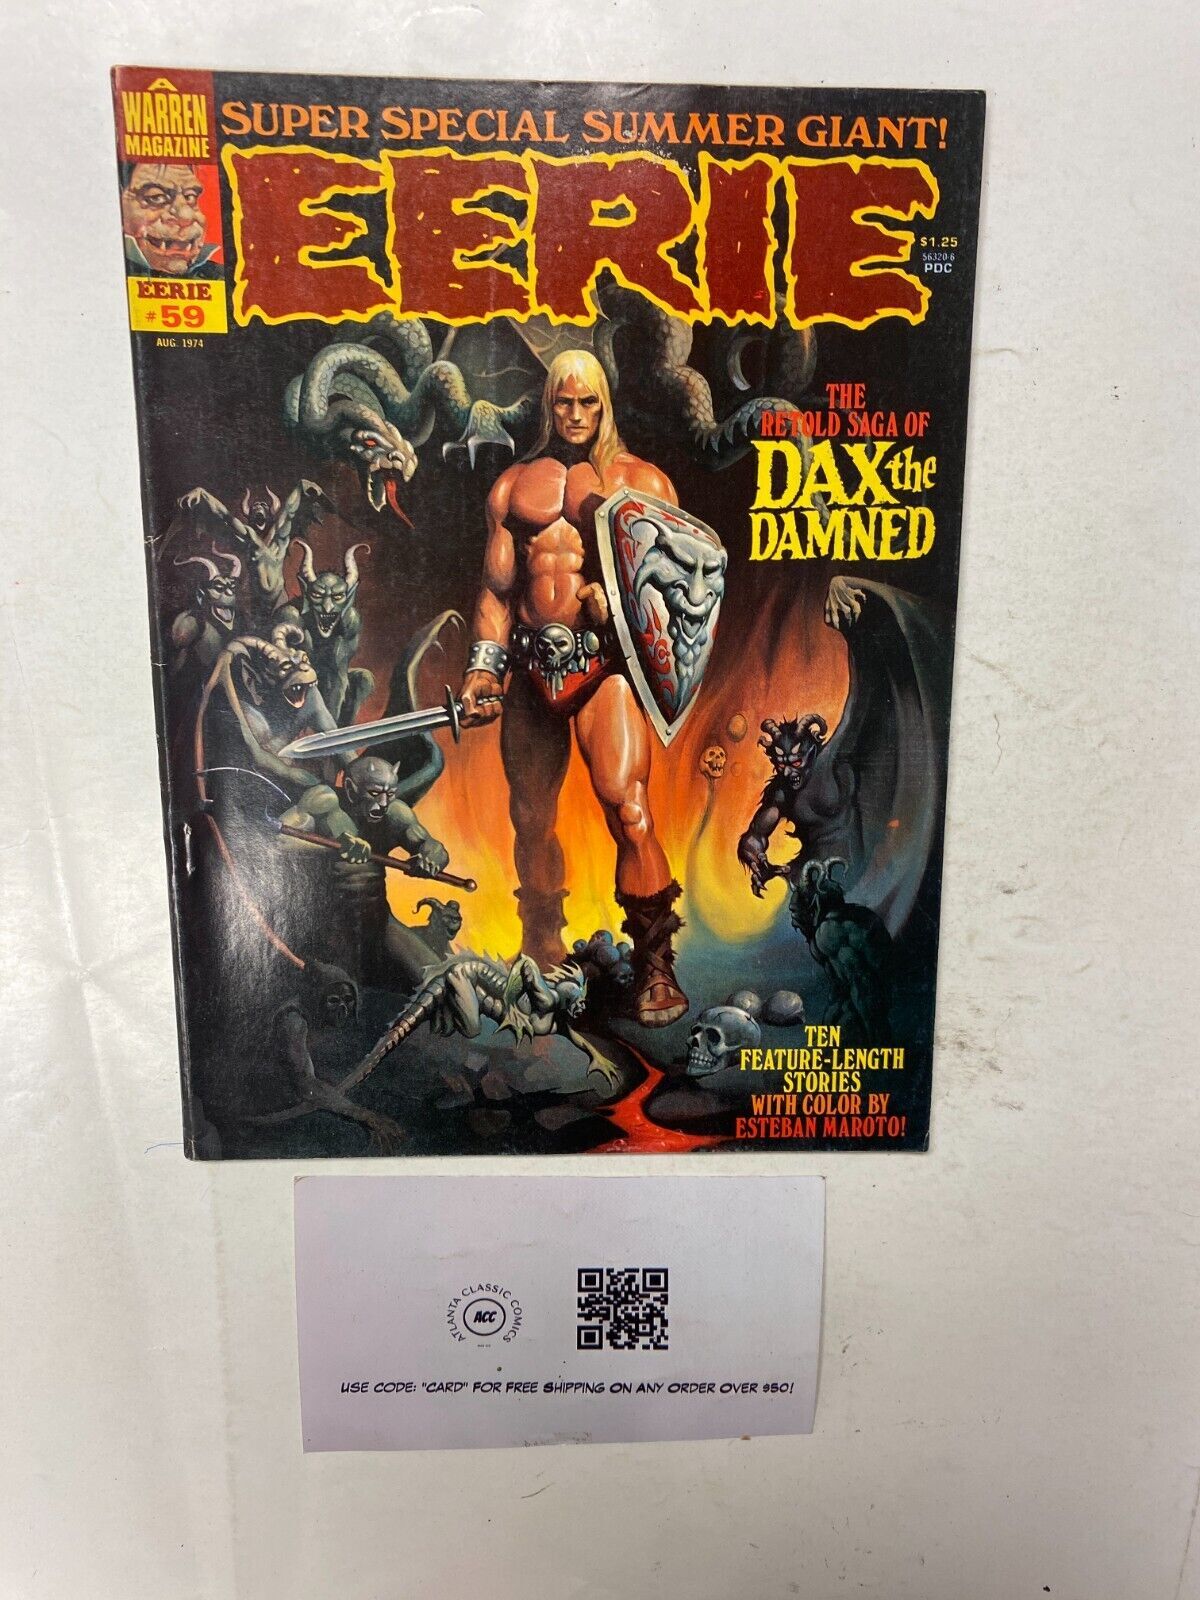 A
WARREN
MAGAZINE
SUPER SPECIAL SUMMER GIANT!
EERIE
$1.25
56320-6
PDC
EERIE
#59
AUG. 1974
THE
RETOLD SAGA OF
DAX the
DAMNED
TEN
FEATURE-LENGTH
STORIES
WITH COLOR BY
ESTEBAN MAROTO!
ATLANTA CLASSIC COMICS
ACC
USE CODE: "CARD" FOR FREE SHIPPING ON ANY ORDER OVER $50!